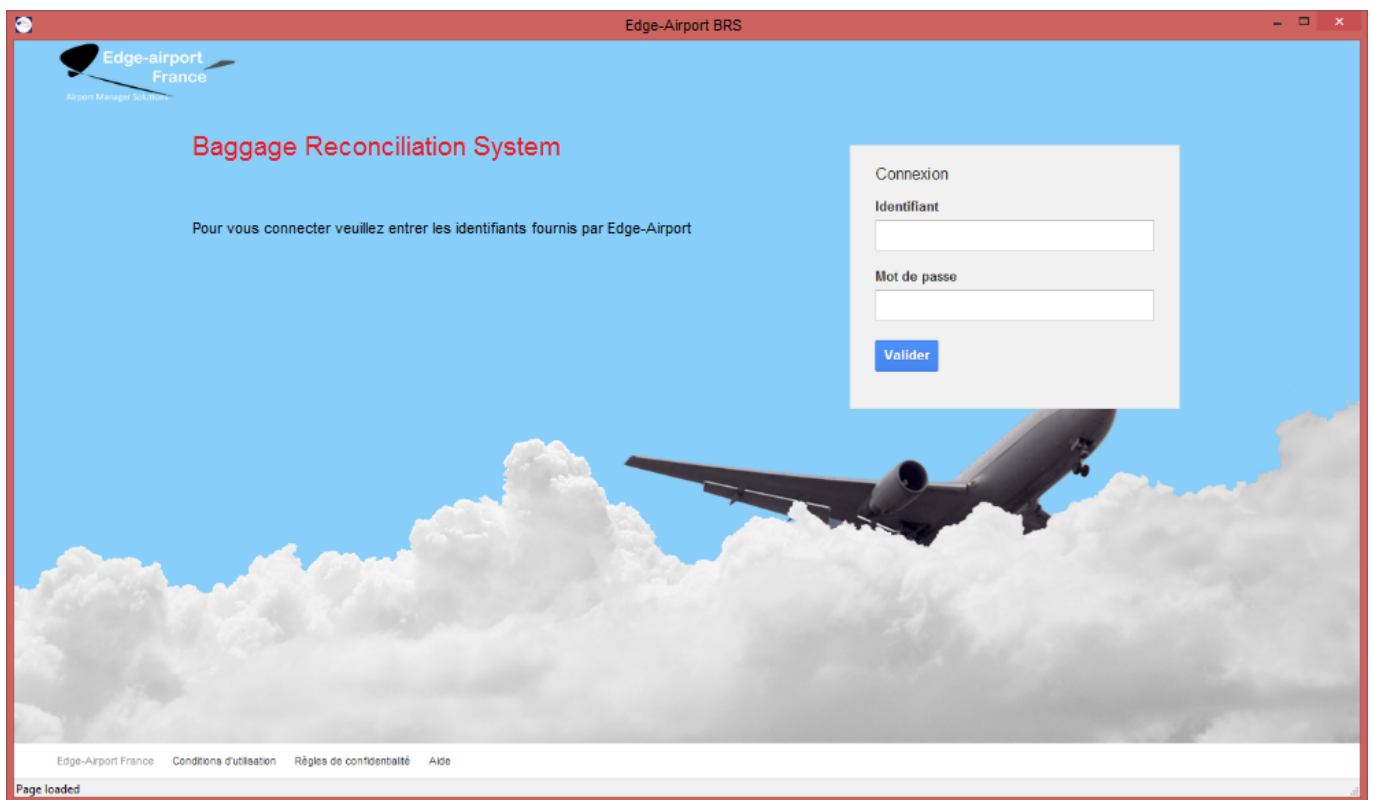 Edge-Airport BRS
Edge-airport
France
Airport Manager Solutions
Baggage Reconciliation System
Pour vous connecter veuillez entrer les identifiants fournis par Edge-Airport
Connexion
Identifiant
Mot de passe
Valider
Edge-Airport France Conditions d'utilisation Règles de confidentialité Aide
Page loaded